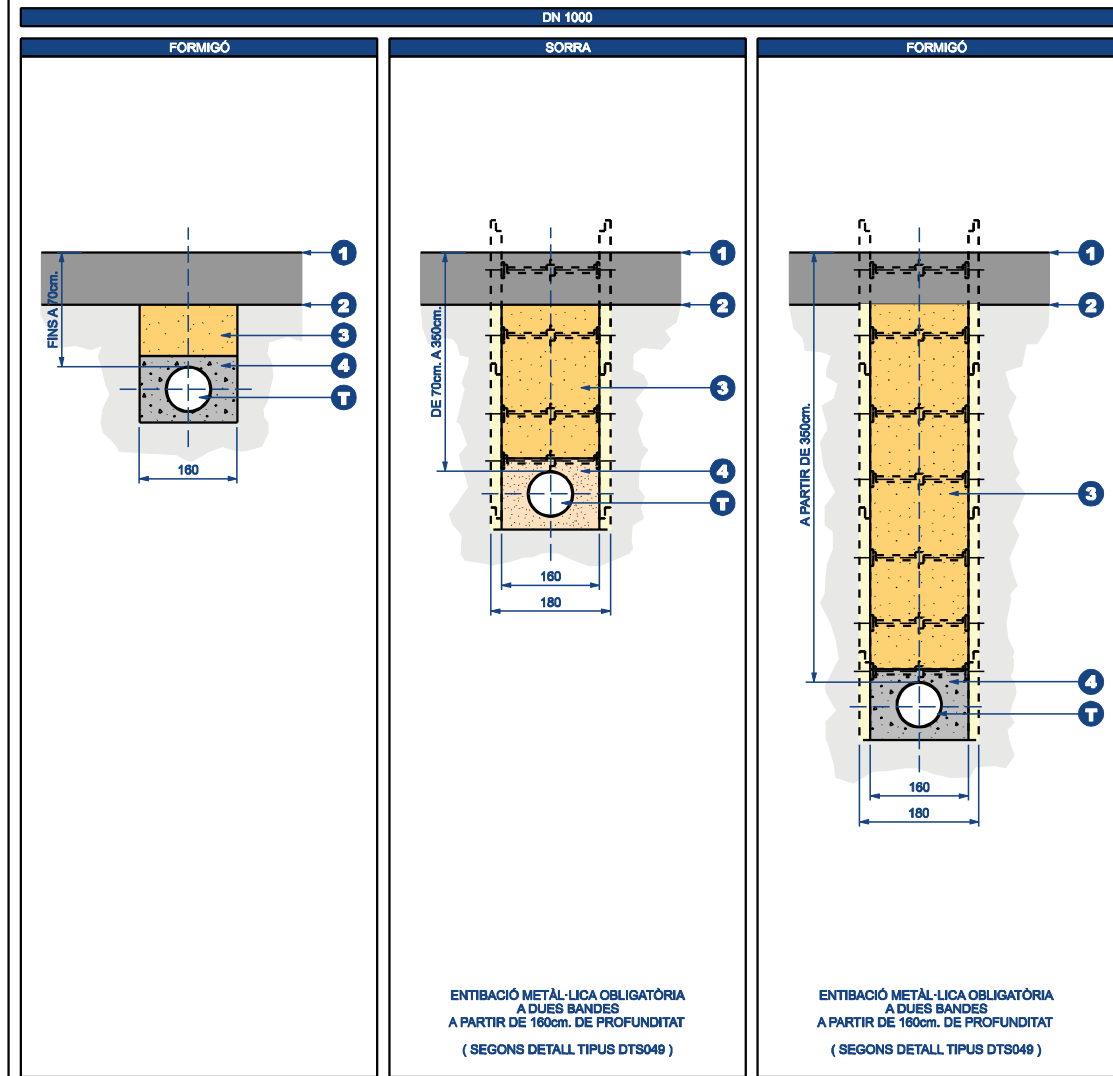 DN 1000
FORMIGÓ
FINS A 70cm.
1
2
3
4
T
160
SORRA
DE 70cm. A 350cm.
1
2
3
4
T
160
180
ENTIBACIÓ METÀL·LICA OBLIGATÒRIA
A DUES BANDES
A PARTIR DE 160cm. DE PROFUNDITAT
( SEGONS DETALL TIPUS DTS049 )
FORMIGÓ
A PARTIR DE 350cm.
1
2
3
4
T
160
180
ENTIBACIÓ METÀL·LICA OBLIGATÒRIA
A DUES BANDES
A PARTIR DE 160cm. DE PROFUNDITAT
( SEGONS DETALL TIPUS DTS049 )